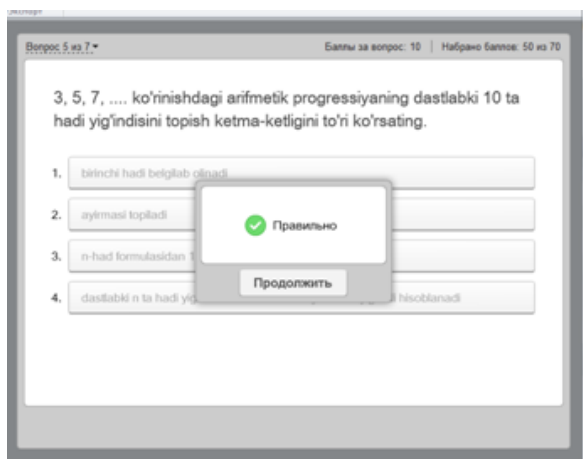 Вопрос 5 из 7
Баллы за вопрос: 10 | Набрано баллов: 50 из 70
3, 5, 7, .... ko'rinishdagi arifmetik progressiyaning dastlabki 10 ta
hadi yig'indisini topish ketma-ketligini to'ri ko'rsating.
1. birinchi hadi belgilab olinadi
2. ayirmasi topiladi
3. n-had formulasidan
4. dastlabki n ta hadi hisoblanadi
Правильно
Продолжить